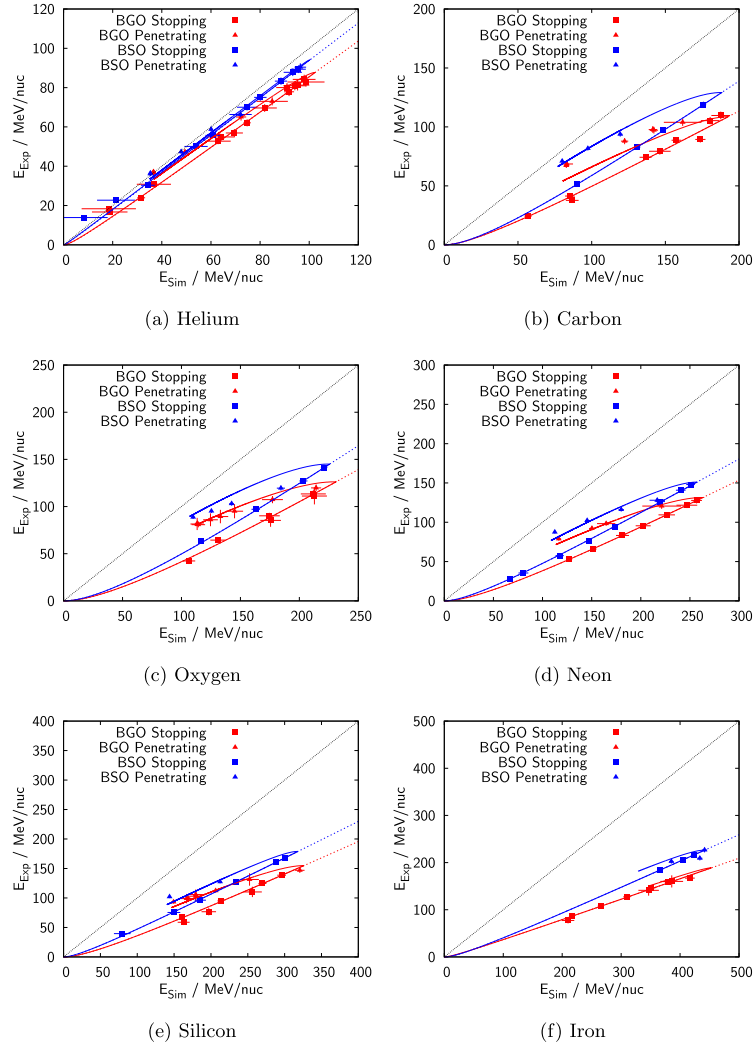 120
100
80
60
40
20
0
E_Exp / MeV/nuc
BGO Stopping
BGO Penetrating
BSO Stopping
BSO Penetrating
0 20 40 60 80 100 120
E_Sim / MeV/nuc
(a) Helium
200
150
100
50
0
E_Exp / MeV/nuc
BGO Stopping
BGO Penetrating
BSO Stopping
BSO Penetrating
0 50 100 150 200
E_Sim / MeV/nuc
(b) Carbon
250
200
150
100
50
0
E_Exp / MeV/nuc
BGO Stopping
BGO Penetrating
BSO Stopping
BSO Penetrating
0 50 100 150 200 250
E_Sim / MeV/nuc
(c) Oxygen
300
250
200
150
100
50
0
E_Exp / MeV/nuc
BGO Stopping
BGO Penetrating
BSO Stopping
BSO Penetrating
0 50 100 150 200 250 300
E_Sim / MeV/nuc
(d) Neon
400
350
300
250
200
150
100
50
0
E_Exp / MeV/nuc
BGO Stopping
BGO Penetrating
BSO Stopping
BSO Penetrating
0 50 100 150 200 250 300 350 400
E_Sim / MeV/nuc
(e) Silicon
500
400
300
200
100
0
E_Exp / MeV/nuc
BGO Stopping
BGO Penetrating
BSO Stopping
BSO Penetrating
0 100 200 300 400 500
E_Sim / MeV/nuc
(f) Iron